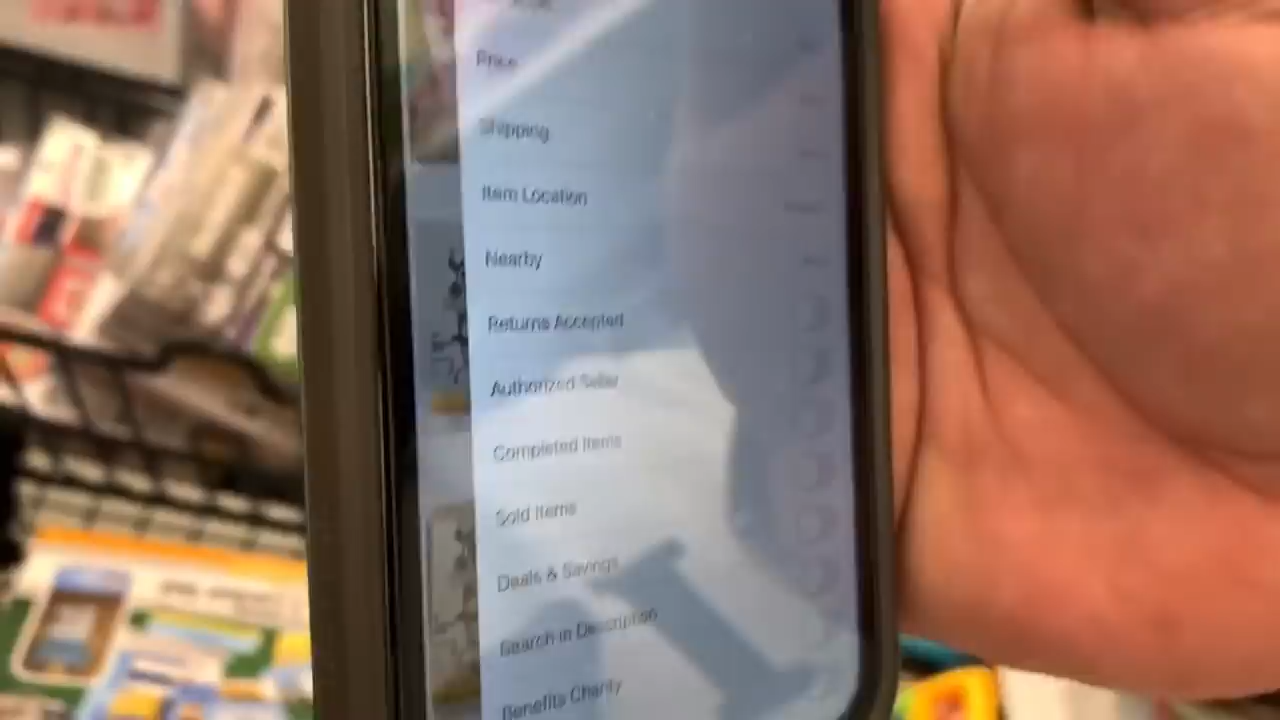 Price
Shipping
Item Location
Nearby
Returns Accepted
Authorized Seller
Completed Items
Sold Items
Deals & Savings
Search in Description
Benefits Charity